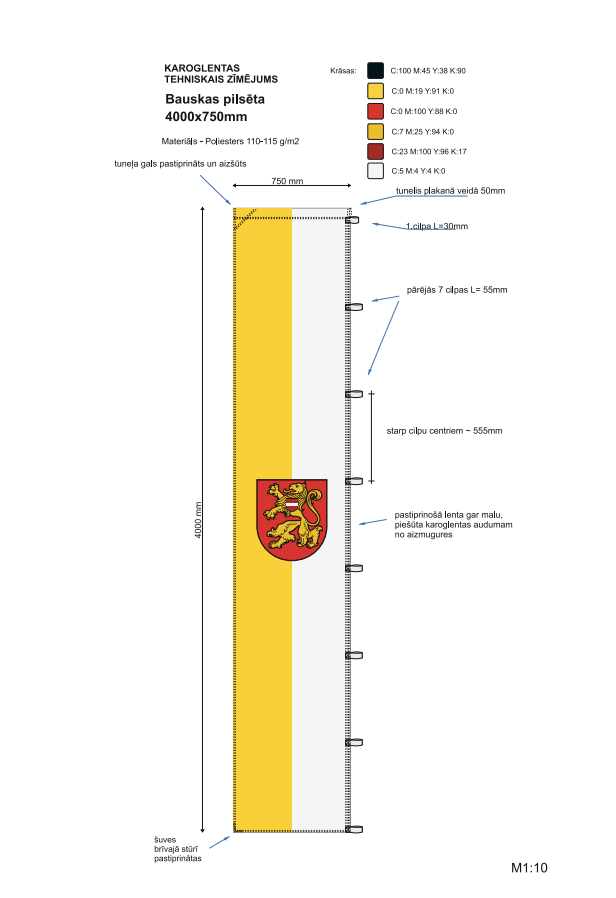 KAROGLENTAS
TEHNISKAIS ZĪMĒJUMS
Bauskas pilsēta
4000x750mm
Materiāls - Poliesters 110-115 g/m2
Krāsas:
C:100 M:45 Y:38 K:90
C:0 M:19 Y:91 K:0
C:0 M:100 Y:88 K:0
C:7 M:25 Y:94 K:0
C:23 M:100 Y:96 K:17
C:5 M:4 Y:4 K:0
tuneļa gals pastiprināts un aizšūts
750 mm
tunelis plakanā veidā 50mm
1.cilpa L=30mm
pārējās 7 cilpas L= 55mm
starp cilpu centriem ~ 555mm
4000 mm
pastiprinošā lenta gar malu,
piešūta karoglentas audumam
no aizmugures
šuves
brīvajā stūrī
pastiprinātas
M1:10